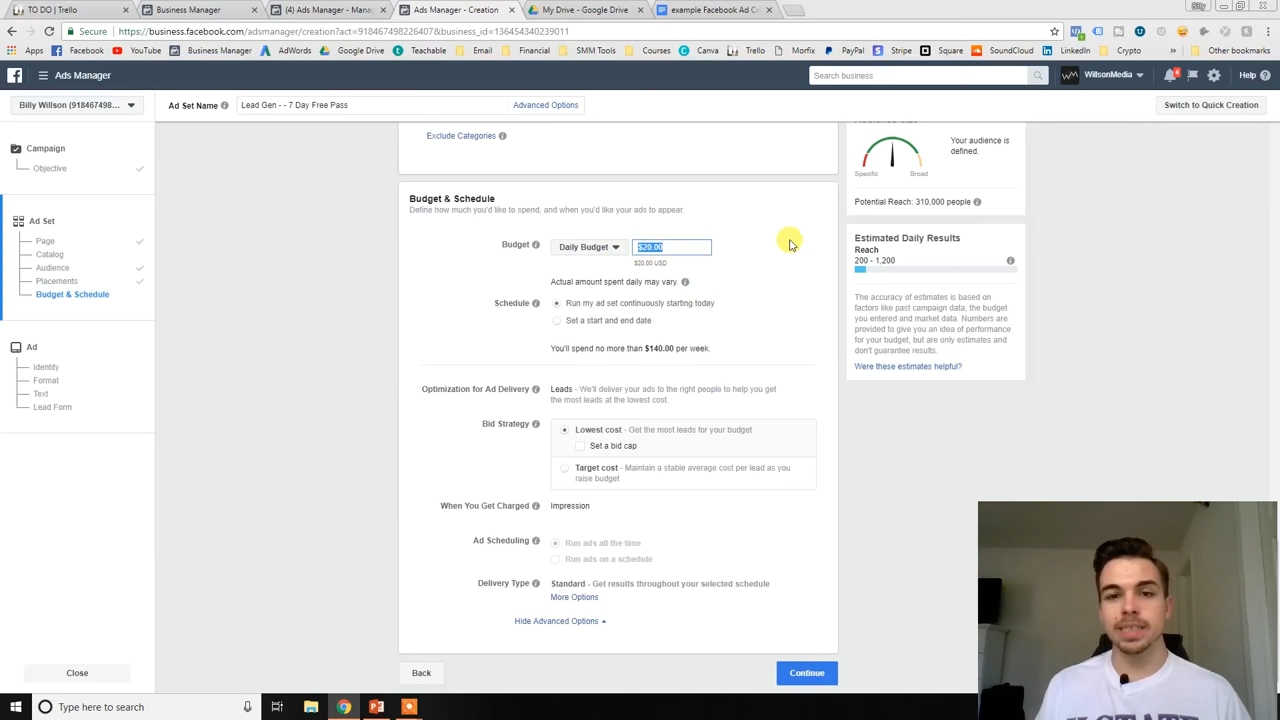 TO DO | Trello
Business Manager
(4) Ads Manager - Manag
Ads Manager - Creation
My Drive - Google Drive
example Facebook Ad Co
Billy
https://business.facebook.com/adsmanager/creation?act=918467498226407&business_id=136454340239011
Apps
Facebook
YouTube
Business Manager
AdWords
Google Drive
Teachable
Email
Financial
SMM Tools
Courses
Canva
Trello
Morfix
PayPal
Stripe
Square
SoundCloud
LinkedIn
Crypto
Other bookmarks
Ads Manager
Search business
WillsonMedia
4
Help
Billy Willson (918467498...
Ad Set Name
Lead Gen - - 7 Day Free Pass
Advanced Options
Switch to Quick Creation
Campaign
Objective
Ad Set
Page
Catalog
Audience
Placements
Budget & Schedule
Ad
Identity
Format
Text
Lead Form
Close
Exclude Categories
Budget & Schedule
Define how much you'd like to spend, and when you'd like your ads to appear.
Budget
Daily Budget
$20.00
$20.00 USD
Actual amount spent daily may vary.
Schedule
Run my ad set continuously starting today
Set a start and end date
You'll spend no more than $140.00 per week.
Optimization for Ad Delivery
Leads - We'll deliver your ads to the right people to help you get
the most leads at the lowest cost.
Bid Strategy
Lowest cost - Get the most leads for your budget
Set a bid cap
Target cost - Maintain a stable average cost per lead as you
raise budget
When You Get Charged
Impression
Ad Scheduling
Run ads all the time
Run ads on a schedule
Delivery Type
Standard - Get results throughout your selected schedule
More Options
Hide Advanced Options
Back
Continue
Your audience is
defined.
Specific
Broad
Potential Reach: 310,000 people
Estimated Daily Results
Reach
200 - 1,200
The accuracy of estimates is based on
factors like past campaign data, the budget
you entered and market data. Numbers are
provided to give you an idea of performance
for your budget, but are only estimates and
don't guarantee results.
Were these estimates helpful?
Type here to search